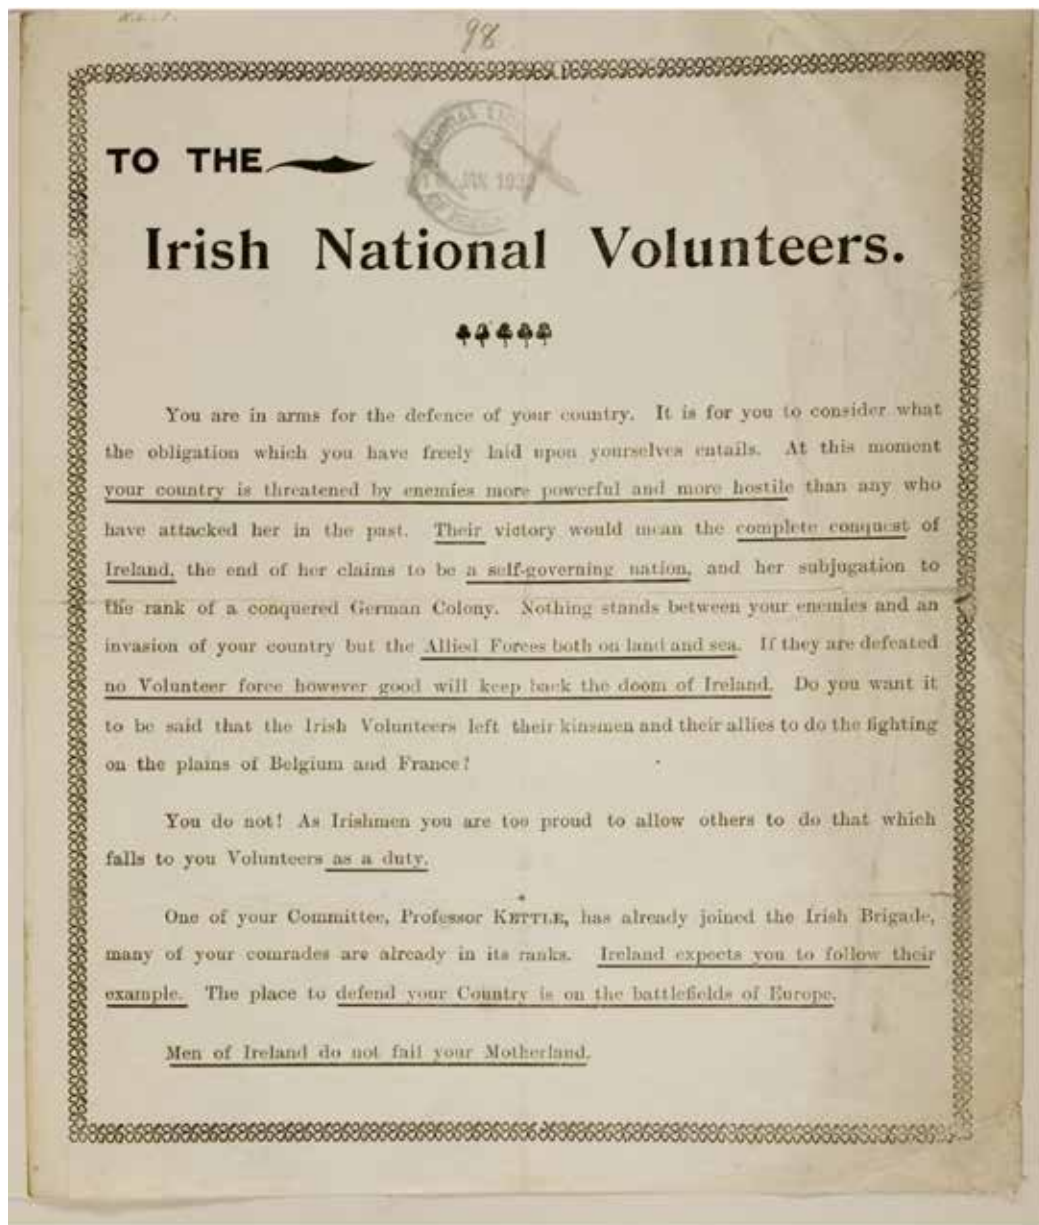 98
TO THE
NATIONAL
JAN 193
Irish National Volunteers.
You are in arms for the defence of your country. It is for you to consider what
the obligation which you have freely laid upon yourselves entails. At this moment
your country is threatened by enemies more powerful and more hostile than any who
have attacked her in the past. Their victory would mean the complete conquest of
Ireland, the end of her claims to be a self-governing nation, and her subjugation to
the rank of a conquered German Colony. Nothing stands between your enemies and an
invasion of your country but the Allied Forces both on land and sea. If they are defeated
no Volunteer force however good will keep back the doom of Ireland. Do you want it
to be said that the Irish Volunteers left their kinsmen and their allies to do the fighting
on the plains of Belgium and France?
You do not! As Irishmen you are too proud to allow others to do that which
falls to you Volunteers as a duty.
One of your Committee, Professor KETTLE, has already joined the Irish Brigade,
many of your comrades are already in its ranks. Ireland expects you to follow their
example. The place to defend your Country is on the battlefields of Europe.
Men of Ireland do not fail your Motherland.